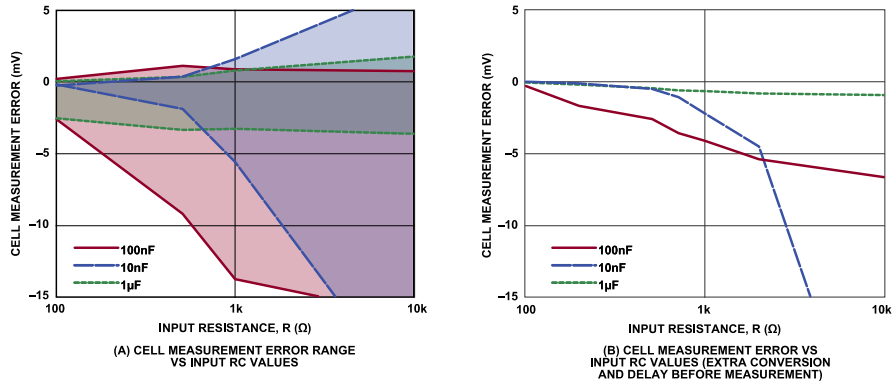 CELL MEASUREMENT ERROR (mV)
5
0
–5
–10
–15
100nF
10nF
1µF
100
1k
10k
INPUT RESISTANCE, R (Ω)
(A) CELL MEASUREMENT ERROR RANGE
VS INPUT RC VALUES
CELL MEASUREMENT ERROR (mV)
5
0
–5
–10
–15
100nF
10nF
1µF
100
1k
10k
INPUT RESISTANCE, R (Ω)
(B) CELL MEASUREMENT ERROR VS
INPUT RC VALUES (EXTRA CONVERSION
AND DELAY BEFORE MEASUREMENT)